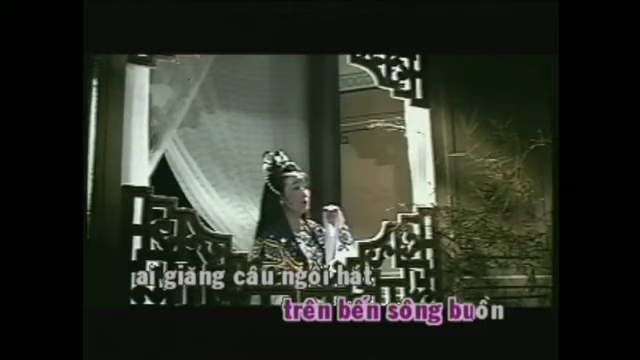 ai giăng câu ngồi hát
trên bến sông buồn